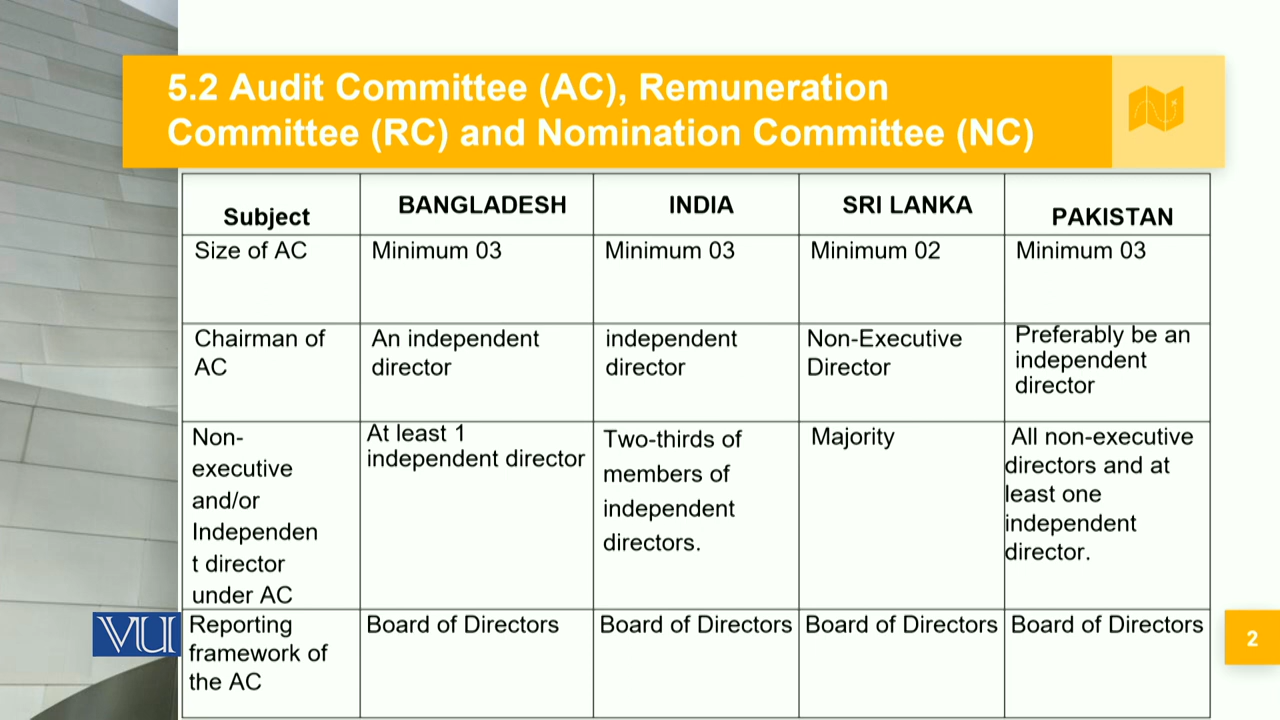 5.2 Audit Committee (AC), Remuneration
Committee (RC) and Nomination Committee (NC)
Subject
BANGLADESH
INDIA
SRI LANKA
PAKISTAN
Size of AC
Minimum 03
Minimum 03
Minimum 02
Minimum 03
Chairman of
AC
An independent
director
independent
director
Non-Executive
Director
Preferably be an
independent
director
Non-
executive
and/or
Independen
t director
under AC
At least 1
independent director
Two-thirds of
members of
independent
directors.
Majority
All non-executive
directors and at
least one
independent
director.
Reporting
framework of
the AC
Board of Directors
Board of Directors
Board of Directors
Board of Directors
VU
2